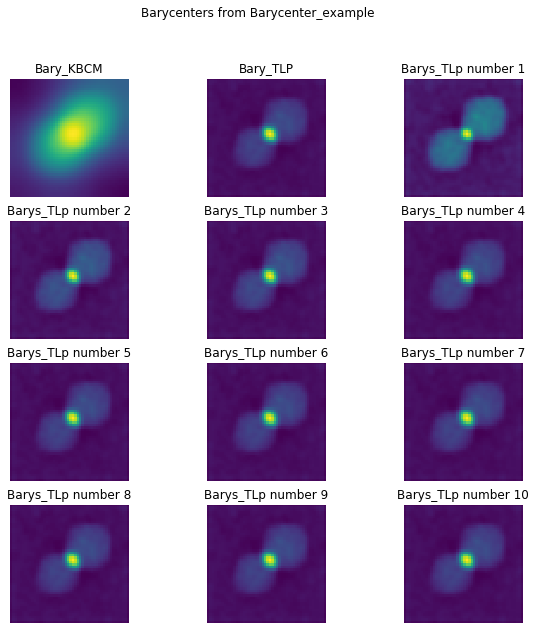 Barycenters from Barycenter_example
Bary_KBCM
Bary_TLP
Barys_TLp number 1
Barys_TLp number 2
Barys_TLp number 3
Barys_TLp number 4
Barys_TLp number 5
Barys_TLp number 6
Barys_TLp number 7
Barys_TLp number 8
Barys_TLp number 9
Barys_TLp number 10